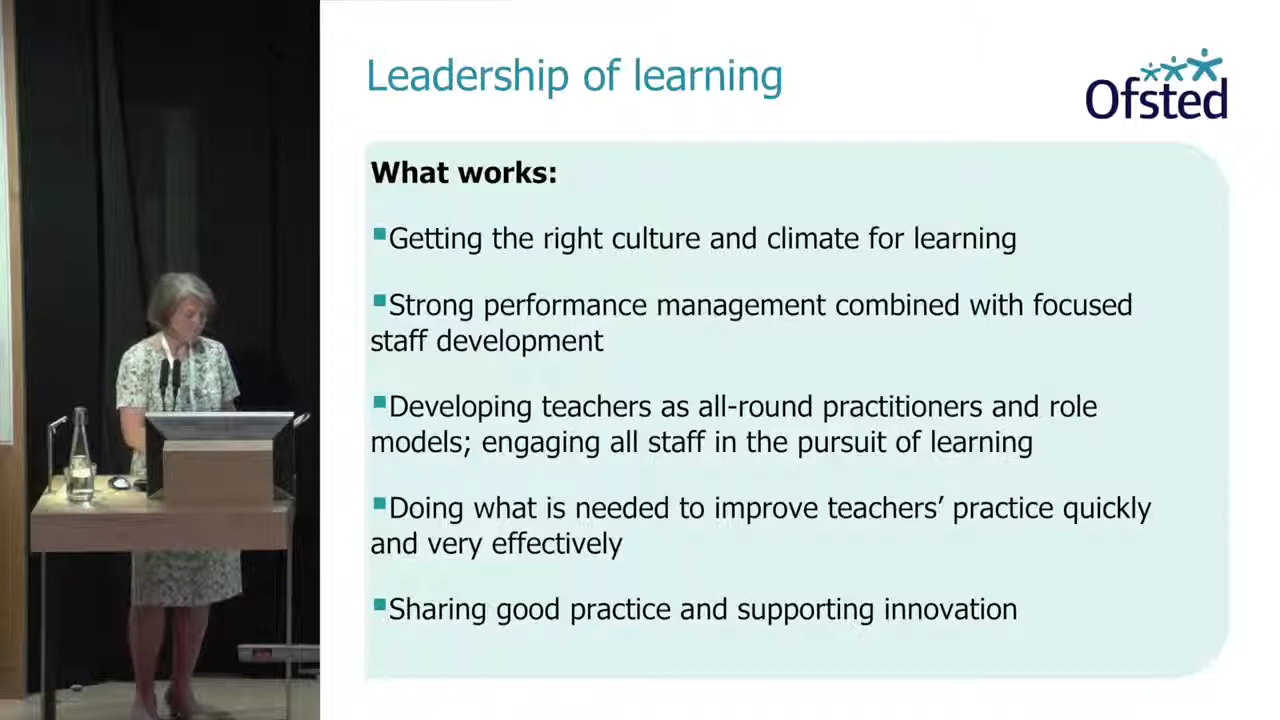 Leadership of learning
Ofsted
What works:
▪Getting the right culture and climate for learning
▪Strong performance management combined with focused
staff development
▪Developing teachers as all-round practitioners and role
models; engaging all staff in the pursuit of learning
▪Doing what is needed to improve teachers’ practice quickly
and very effectively
▪Sharing good practice and supporting innovation